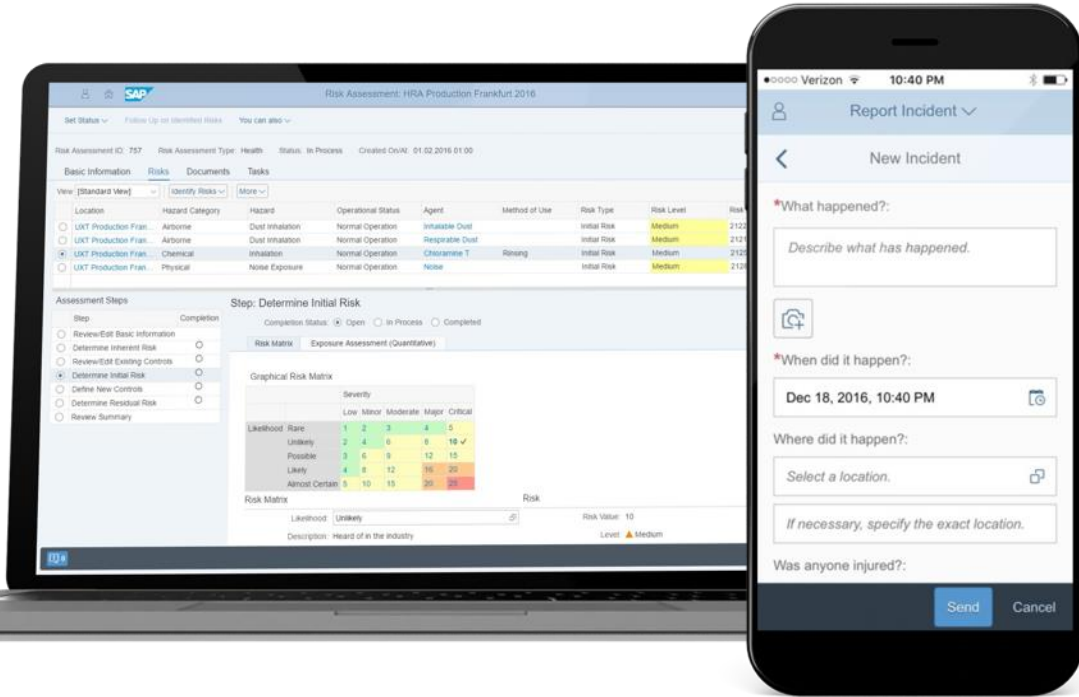 SAP
Risk Assessment: HRA Production Frankfurt 2016
Set Status Follow Up on Identified Risks You can also
Risk Assessment ID: 757 Risk Assessment Type: Health Status: In Process Created On/At: 01.02.2016 01:00
Basic Information Risks Documents Tasks
View [Standard View] Identify Risks More
Location Hazard Category Hazard Operational Status Agent Method of Use Risk Type Risk Level Risk
UXT Production Fran... Airborne Dust Inhalation Normal Operation Inhalable Dust Initial Risk Medium 2122
UXT Production Fran... Airborne Dust Inhalation Normal Operation Respirable Dust Initial Risk Medium 2121
UXT Production Fran... Chemical Inhalation Normal Operation Chloramine T Rinsing Initial Risk Medium
UXT Production Fran... Physical Noise Exposure Normal Operation Noise Initial Risk Medium
Assessment Steps
Step Completion
Review/Edit Basic Information
Determine Inherent Risk
Review/Edit Existing Controls
Determine Initial Risk
Define New Controls
Determine Residual Risk
Review Summary
Step: Determine Initial Risk
Completion Status: Open In Process Completed
Risk Matrix Exposure Assessment (Quantitative)
Graphical Risk Matrix
Severity
Low Minor Moderate Major Critical
Likelihood Rare 1 2 3 4 5
Unlikely 2 4 6 8 10 ✓
Possible 3 6 9 12 15
Likely 4 8 12 16 20
Almost Certain 5 10 15 20 25
Risk Matrix Risk
Likelihood: Unlikely Risk Value: 10
Description: Heard of in the industry Level: Medium
Verizon 10:40 PM
Report Incident
New Incident
*What happened?:
Describe what has happened.
*When did it happen?:
Dec 18, 2016, 10:40 PM
Where did it happen?:
Select a location.
If necessary, specify the exact location.
Was anyone injured?:
Send Cancel